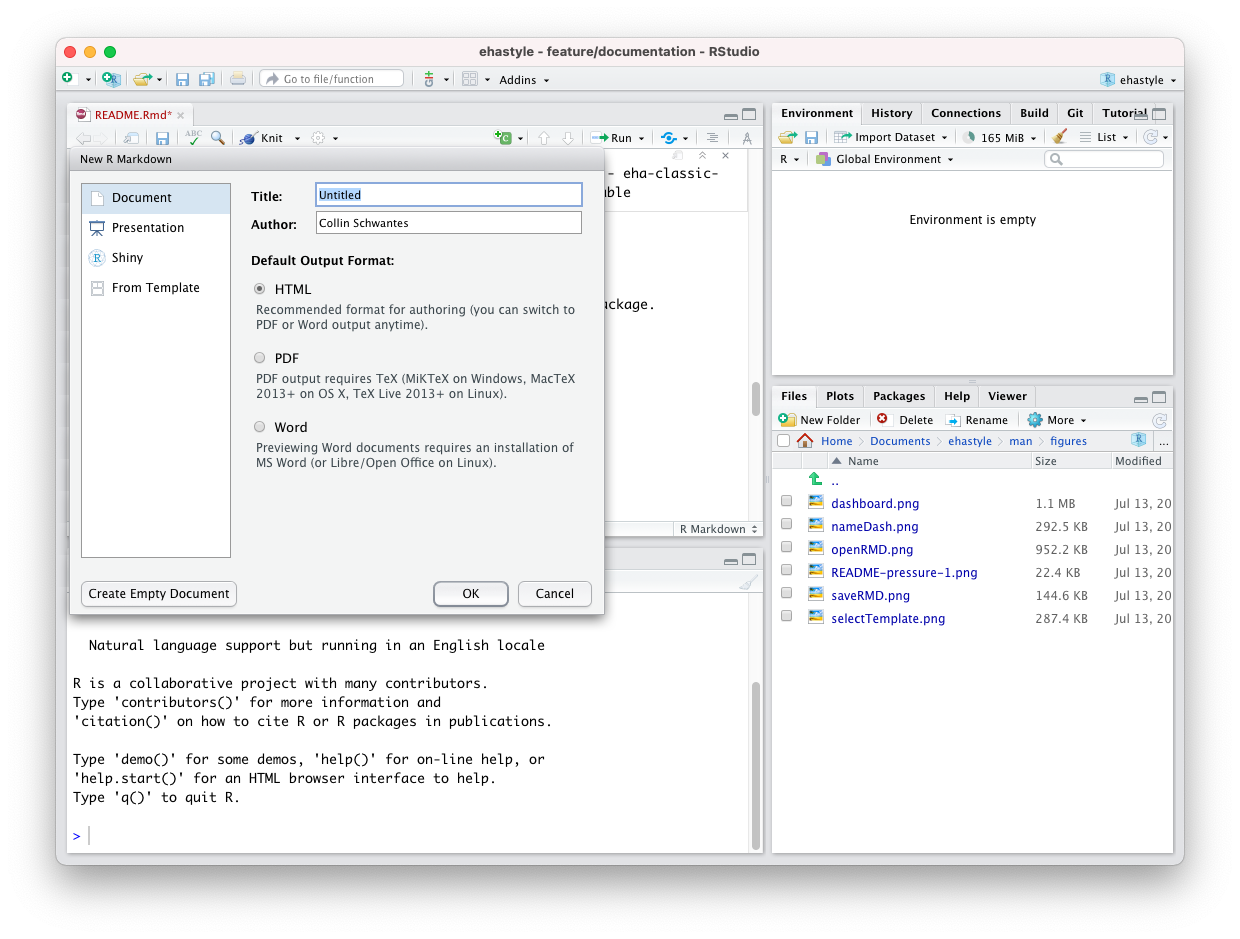 ehastyle - feature/documentation - RStudio
Go to file/function
Addins
ehastyle
README.Rmd*
ABC
Knit
Run
New R Markdown
Document
Presentation
Shiny
From Template
Title:
Untitled
Author:
Collin Schwantes
Default Output Format:
HTML
Recommended format for authoring (you can switch to
PDF or Word output anytime).
PDF
PDF output requires TeX (MiKTeX on Windows, MacTeX
2013+ on OS X, TeX Live 2013+ on Linux).
Word
Previewing Word documents requires an installation of
MS Word (or Libre/Open Office on Linux).
Create Empty Document
OK
Cancel
- eha-classic-
ble
ckage.
R Markdown
Natural language support but running in an English locale
R is a collaborative project with many contributors.
Type 'contributors()' for more information and
'citation()' on how to cite R or R packages in publications.
Type 'demo()' for some demos, 'help()' for on-line help, or
'help.start()' for an HTML browser interface to help.
Type 'q()' to quit R.
>
Environment History Connections Build Git Tutorial
Import Dataset 165 MiB List
R Global Environment
Environment is empty
Files Plots Packages Help Viewer
New Folder Delete Rename More
Home Documents ehastyle man figures ...
Name Size Modified
..
dashboard.png 1.1 MB Jul 13, 20
nameDash.png 292.5 KB Jul 13, 20
openRMD.png 952.2 KB Jul 13, 20
README-pressure-1.png 22.4 KB Jul 13, 20
saveRMD.png 144.6 KB Jul 13, 20
selectTemplate.png 287.4 KB Jul 13, 20